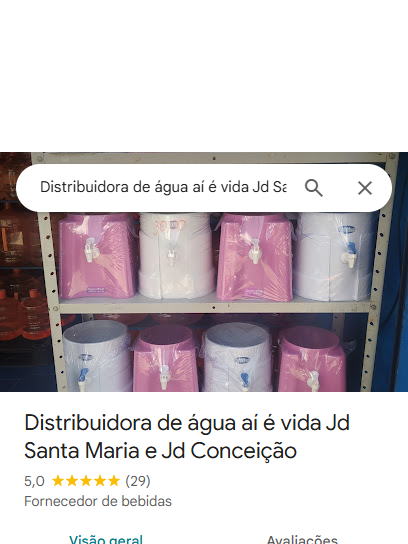 Distribuidora de água aí é vida Jd Sa
Distribuidora de água aí é vida Jd
Santa Maria e Jd Conceição
5,0 (29)
Fornecedor de bebidas
Visão geral
Avaliações